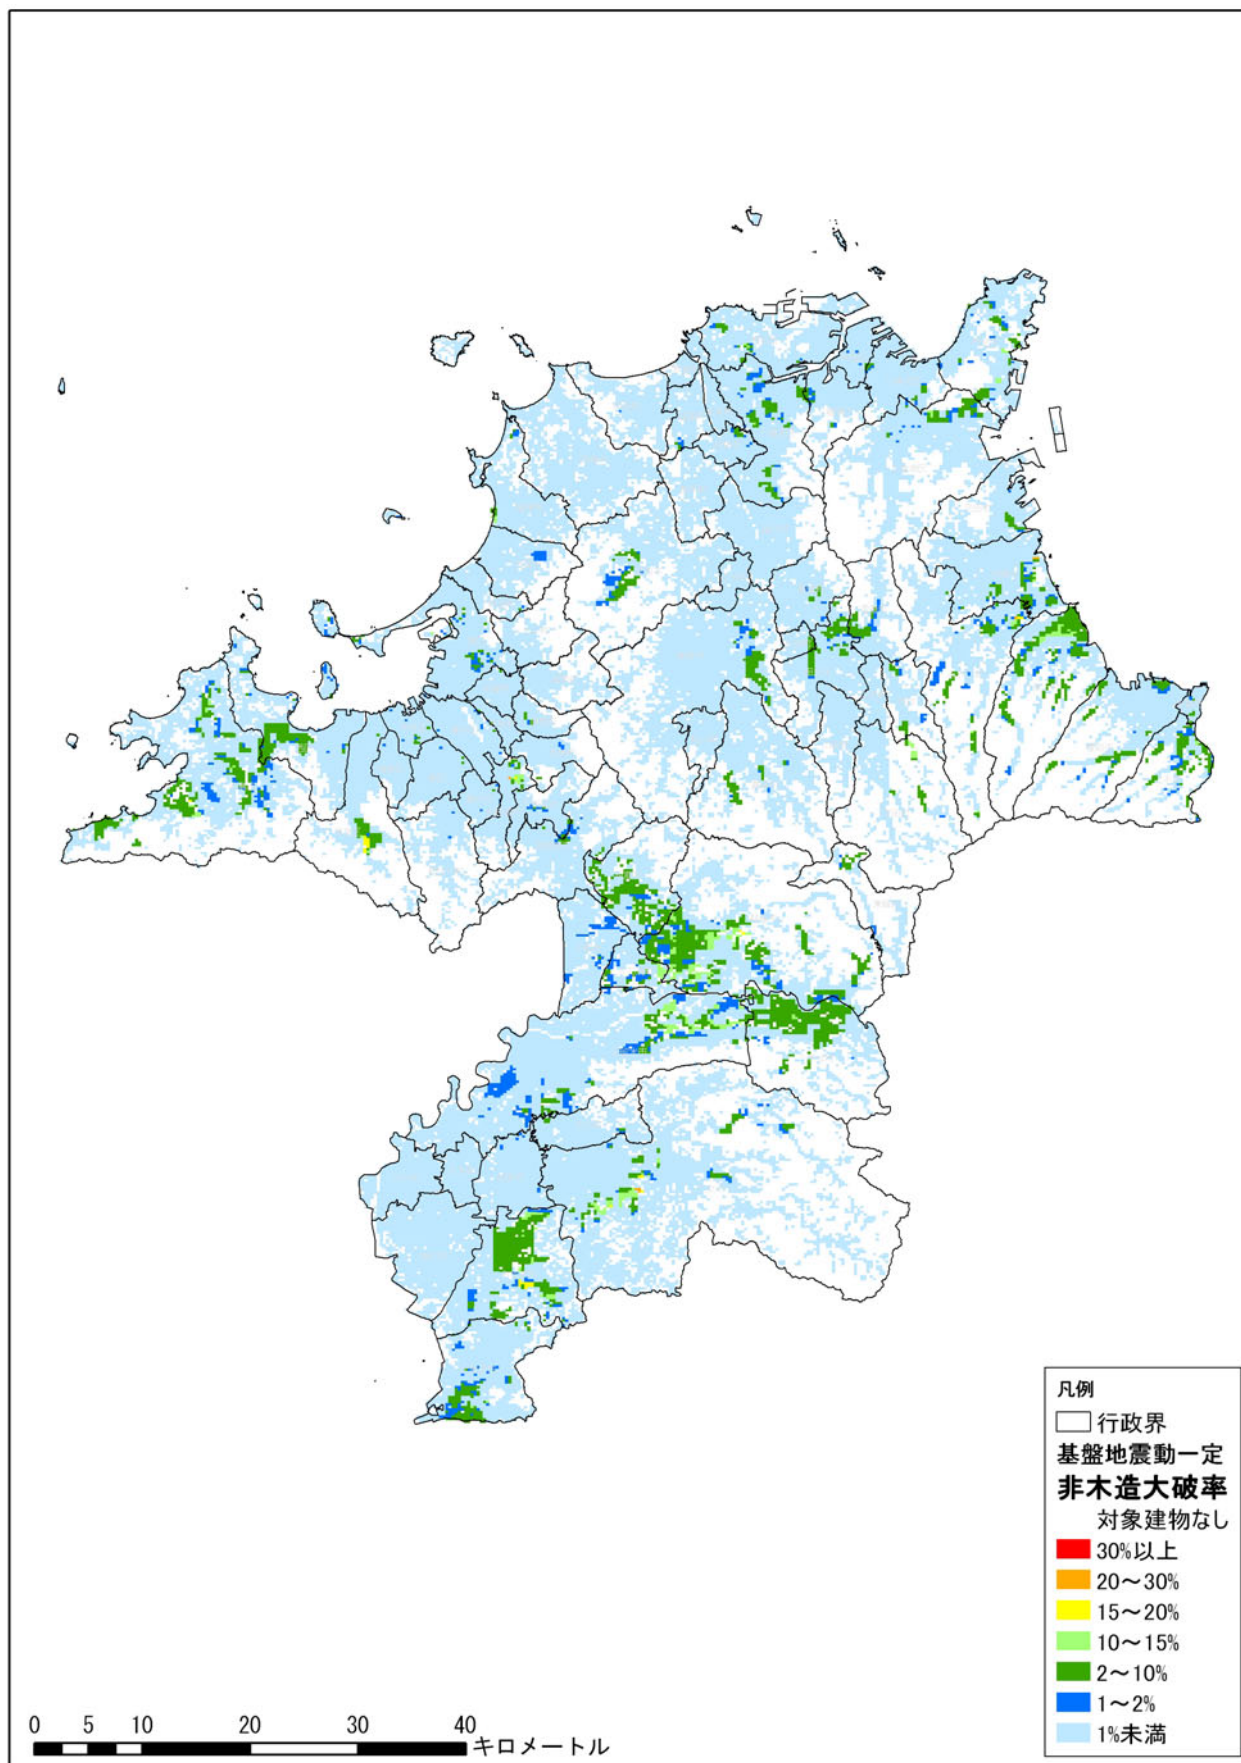 凡例
行政界
基盤地震動一定
非木造大破率
対象建物なし
30%以上
20～30%
15～20%
10～15%
2～10%
1～2%
1%未満
0 5 10 20 30 40
キロメートル